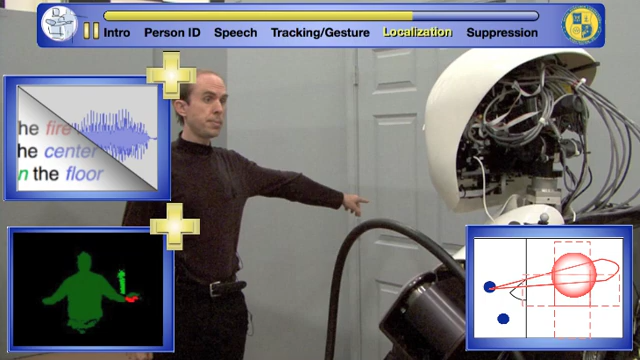 Intro Person ID Speech Tracking/Gesture Localization Suppression
he fire
he center
n the floor